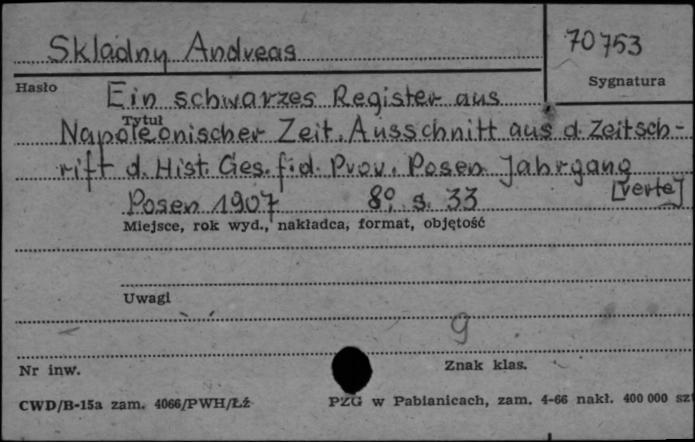 Składny Andreas
70753
Sygnatura
Hasło
Ein schwarzes Register aus
Tytuł
Napoleonischer Zeit. Ausschnitt aus d. Zeitsch-
rift d. Hist. Ges. f.d. Prov. Posen Jahrgang
[verte]
Posen 1907 8° s. 33
Miejsce, rok wyd., nakładca, format, objętość
Uwagi
9
Nr inw.
Znak klas.
CWD/B-15a zam. 4066/PWH/Łź
PZG w Pabianicach, zam. 4-66 nakł. 400 000 szt